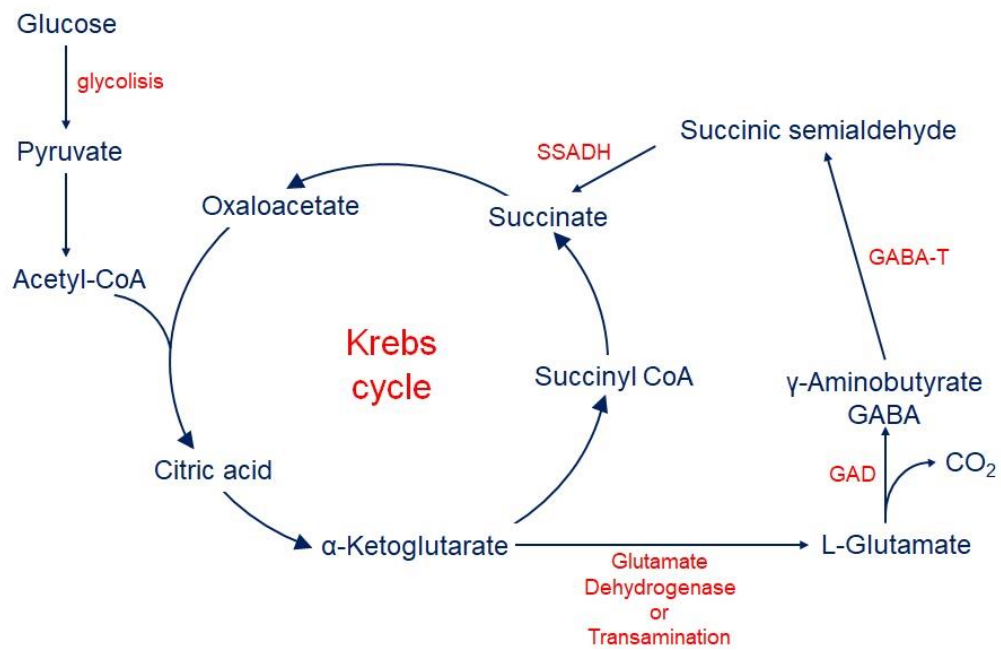 Glucose
glycolisis
Pyruvate
Acetyl-CoA
Oxaloacetate
Succinate
SSADH
Succinic semialdehyde
GABA-T
Krebs
cycle
Succinyl CoA
γ-Aminobutyrate
GABA
GAD
CO₂
Citric acid
α-Ketoglutarate
Glutamate
Dehydrogenase
or
Transamination
L-Glutamate